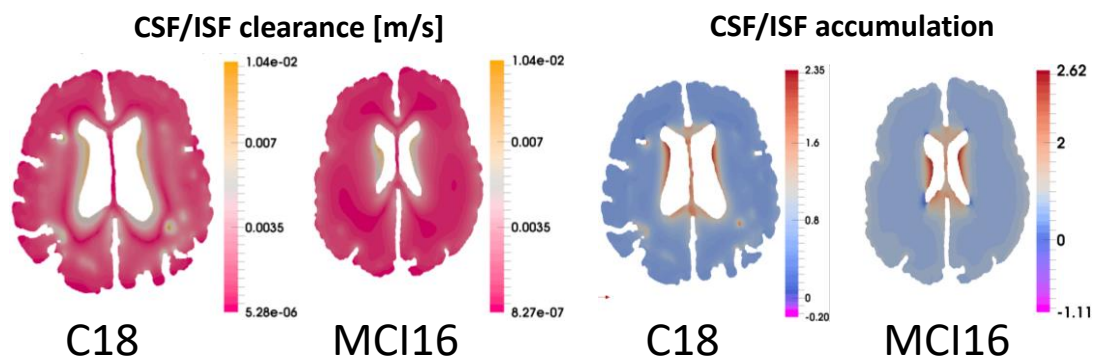 CSF/ISF clearance [m/s]
CSF/ISF accumulation
1.04e-02
0.007
0.0035
5.28e-06
1.04e-02
0.007
0.0035
8.27e-07
2.35
1.6
0.8
0
-0.20
2.62
2
0
-1.11
C18
MCI16
C18
MCI16